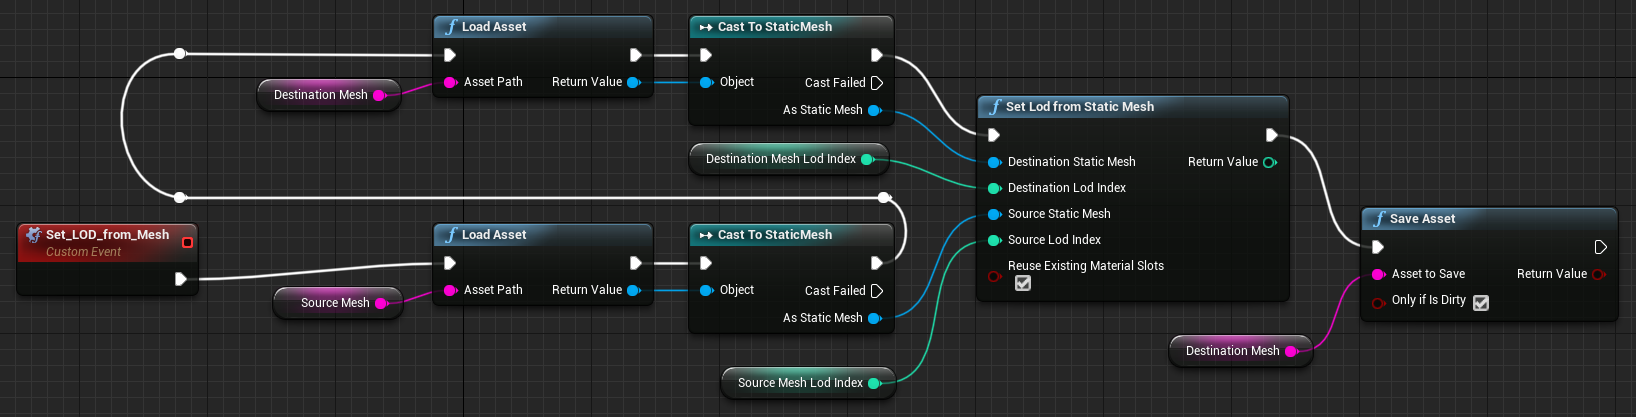 Load Asset
Asset Path
Return Value
Destination Mesh
Cast To StaticMesh
Object
Cast Failed
As Static Mesh
Destination Mesh Lod Index
Set_LOD_from_Mesh
Custom Event
Load Asset
Asset Path
Return Value
Source Mesh
Cast To StaticMesh
Object
Cast Failed
As Static Mesh
Source Mesh Lod Index
Set Lod from Static Mesh
Destination Static Mesh
Return Value
Destination Lod Index
Source Static Mesh
Source Lod Index
Reuse Existing Material Slots
Save Asset
Asset to Save
Return Value
Only if Is Dirty
Destination Mesh